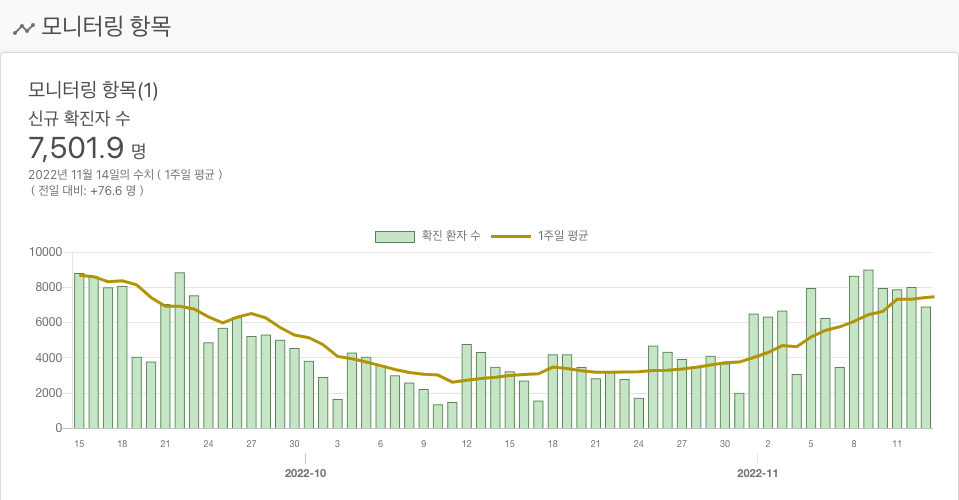 모니터링 항목
모니터링 항목(1)
신규 확진자 수
7,501.9 명
2022년 11월 14일의 수치 ( 1주일 평균 )
( 전일 대비: +76.6 명 )
확진 환자 수 1주일 평균
10000
8000
6000
4000
2000
0
15 18 21 24 27 30 3 6 9 12 15 18 21 24 27 30 2 5 8 11
2022-10 2022-11